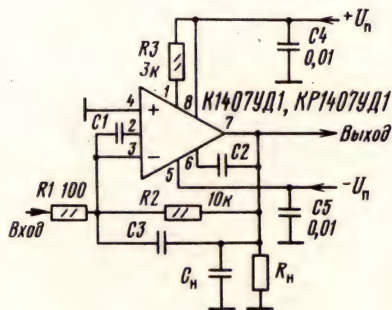 +Uп
R3
3к
C4
0,01
1
8
К1407УД1, КР1407УД1
4
+
7
C1
2
Выход
3
−
6
C2
5
−Uп
R1 100
R2
10к
C5
0,01
Вход
C3
Cн
Rн